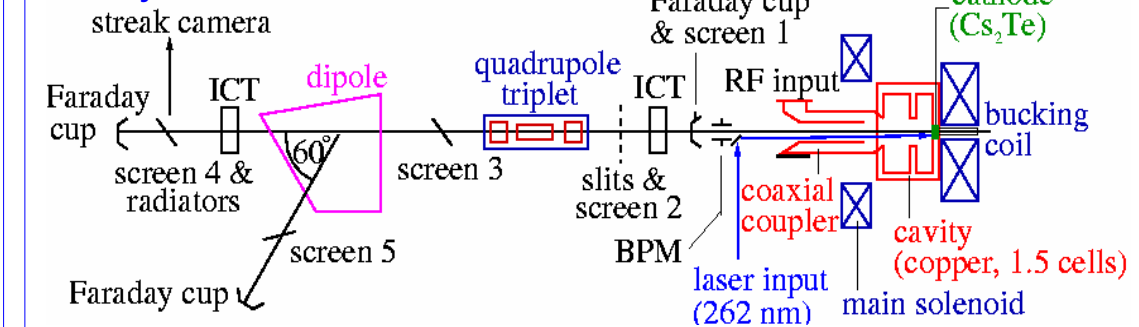 cathode
(Cs2Te)
Faraday cup
& screen 1
streak camera
Faraday
cup
ICT
dipole
quadrupole
triplet
ICT
RF input
bucking
coil
60°
screen 4 &
radiators
screen 3
slits &
screen 2
coaxial
coupler
BPM
screen 5
Faraday cup
laser input
(262 nm)
main solenoid
cavity
(copper, 1.5 cells)